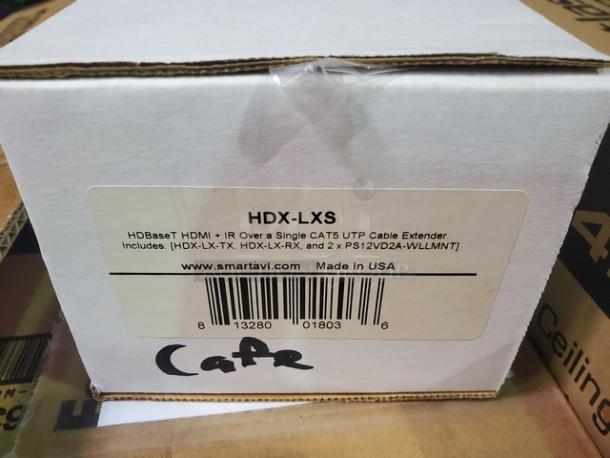 HDX-LXS
HDBaseT HDMI + IR Over a Single CAT5 UTP Cable Extender
Includes: [HDX-LX-TX, HDX-LX-RX, and 2 x PS12VD2A-WLLMNT]
www.smartavi.com Made in USA
8 13280 01803 6
Cafe
Ceiling